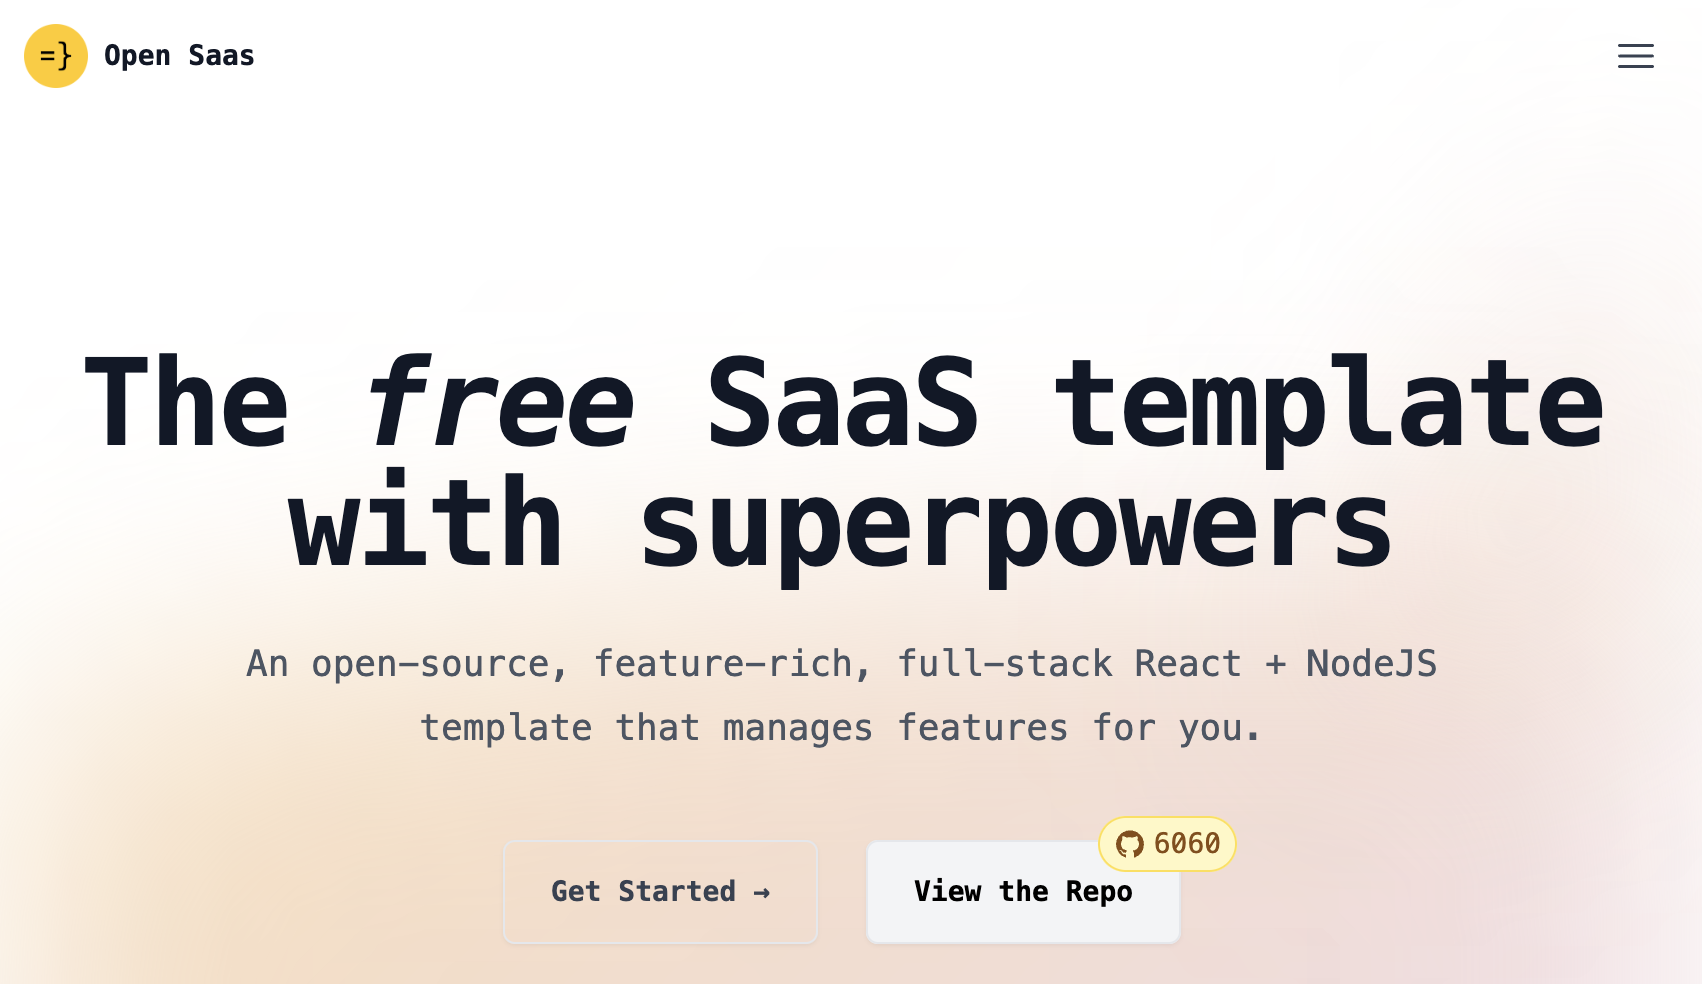 =} Open Saas
The free SaaS template
with superpowers
An open-source, feature-rich, full-stack React + NodeJS
template that manages features for you.
6060
Get Started → View the Repo